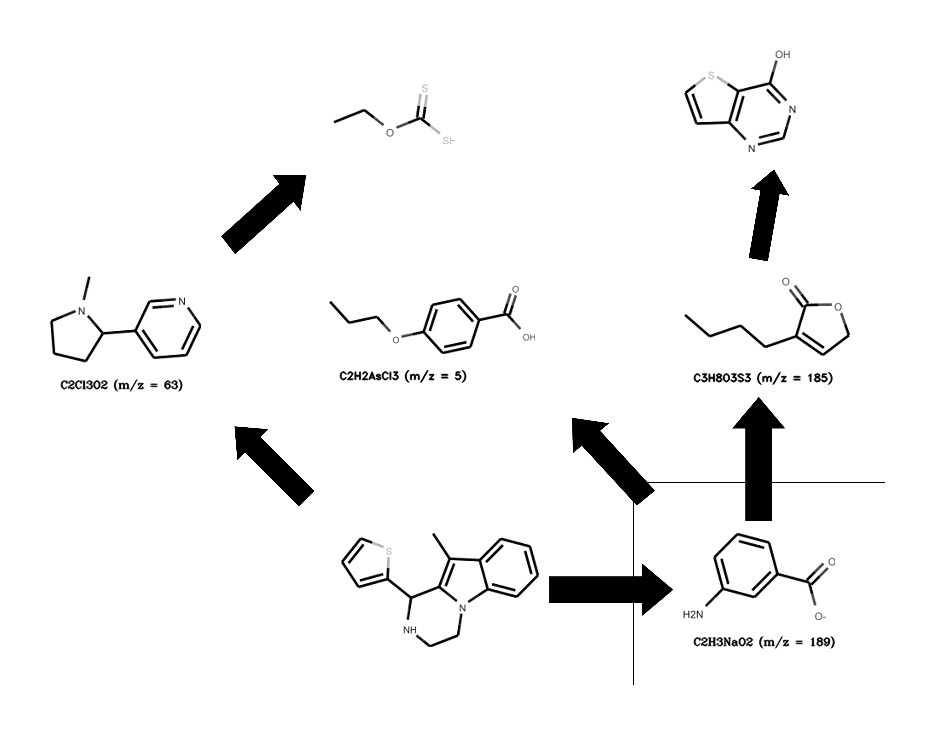 OH
S
S
N
O
SH
N
O
N
N
O
O
O
OH
C2Cl3O2 (m/z = 63)
C2H2AsCl3 (m/z = 5)
C3H8O3S3 (m/z = 185)
S
O
N
H2N
O-
NH
C2H3NaO2 (m/z = 189)